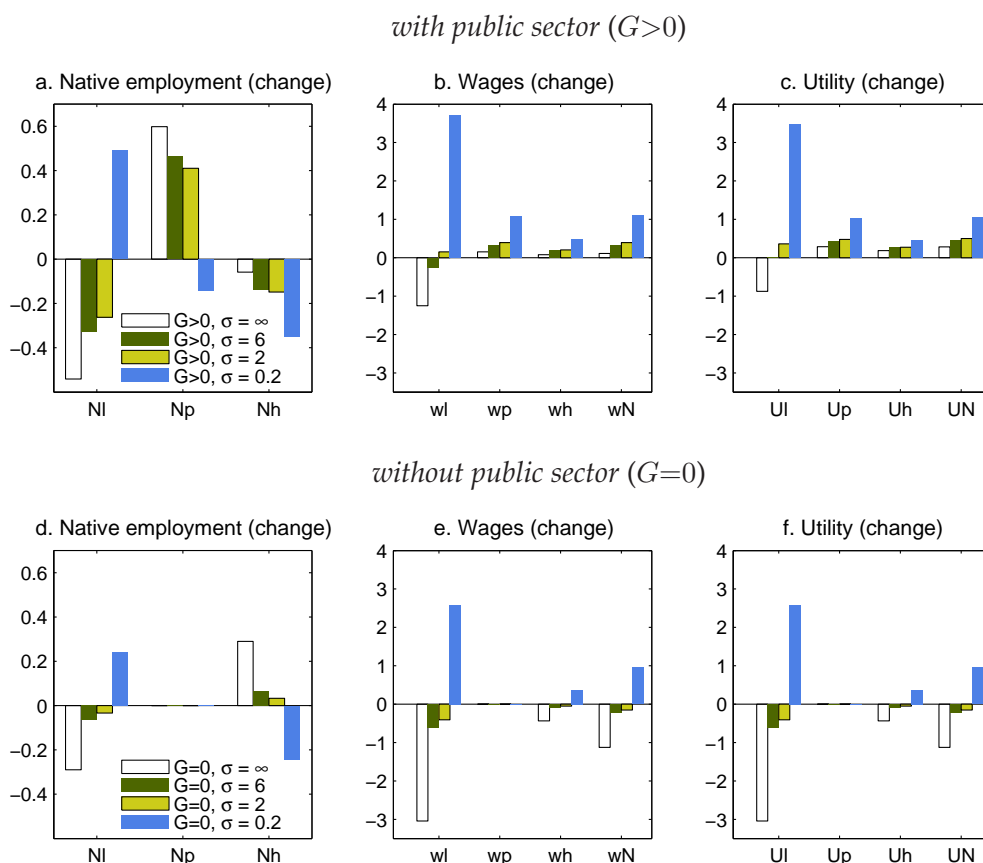 with public sector (G>0)
a. Native employment (change)
b. Wages (change)
c. Utility (change)
0.6
0.4
0.2
0
−0.2
−0.4
G>0, σ = ∞
G>0, σ = 6
G>0, σ = 2
G>0, σ = 0.2
Nl Np Nh
4
3
2
1
0
−1
−2
−3
wl wp wh wN
4
3
2
1
0
−1
−2
−3
Ul Up Uh UN
without public sector (G=0)
d. Native employment (change)
e. Wages (change)
f. Utility (change)
0.6
0.4
0.2
0
−0.2
−0.4
G=0, σ = ∞
G=0, σ = 6
G=0, σ = 2
G=0, σ = 0.2
Nl Np Nh
4
3
2
1
0
−1
−2
−3
wl wp wh wN
4
3
2
1
0
−1
−2
−3
Ul Up Uh UN